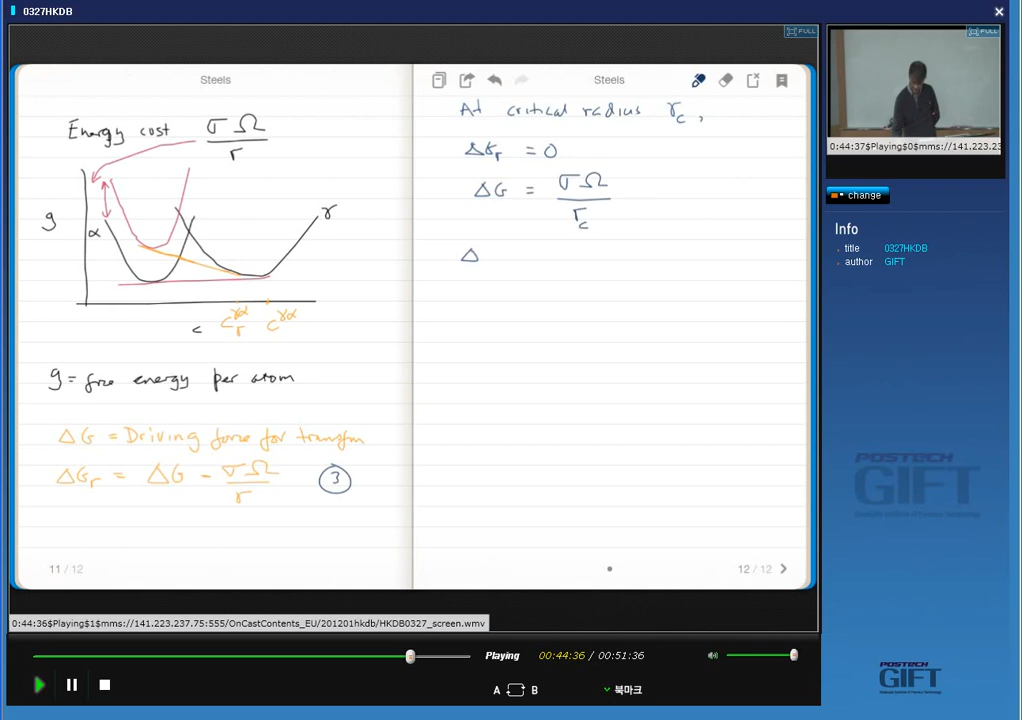 0327HKDB
FULL
Steels
Energy cost σΩ/r
g
α
γ
c
C_r^γα
C^γα
g = free energy per atom
ΔG = Driving force for transfm
ΔG_r = ΔG - σΩ/r ③
11 / 12
Steels
At critical radius r_c,
ΔG_r = 0
ΔG = σΩ/r_c
Δ
12 / 12
0:44:36$Playing$1$mms://141.223.237.75:555/OnCastContents_EU/201201hkdb/HKDB0327_screen.wmv
Playing
00:44:36 / 00:51:36
A B
북마크
FULL
0:44:37$Playing$0$mms://141.223.23
change
Info
title 0327HKDB
author GIFT
POSTECH
GIFT
POSTECH
GIFT